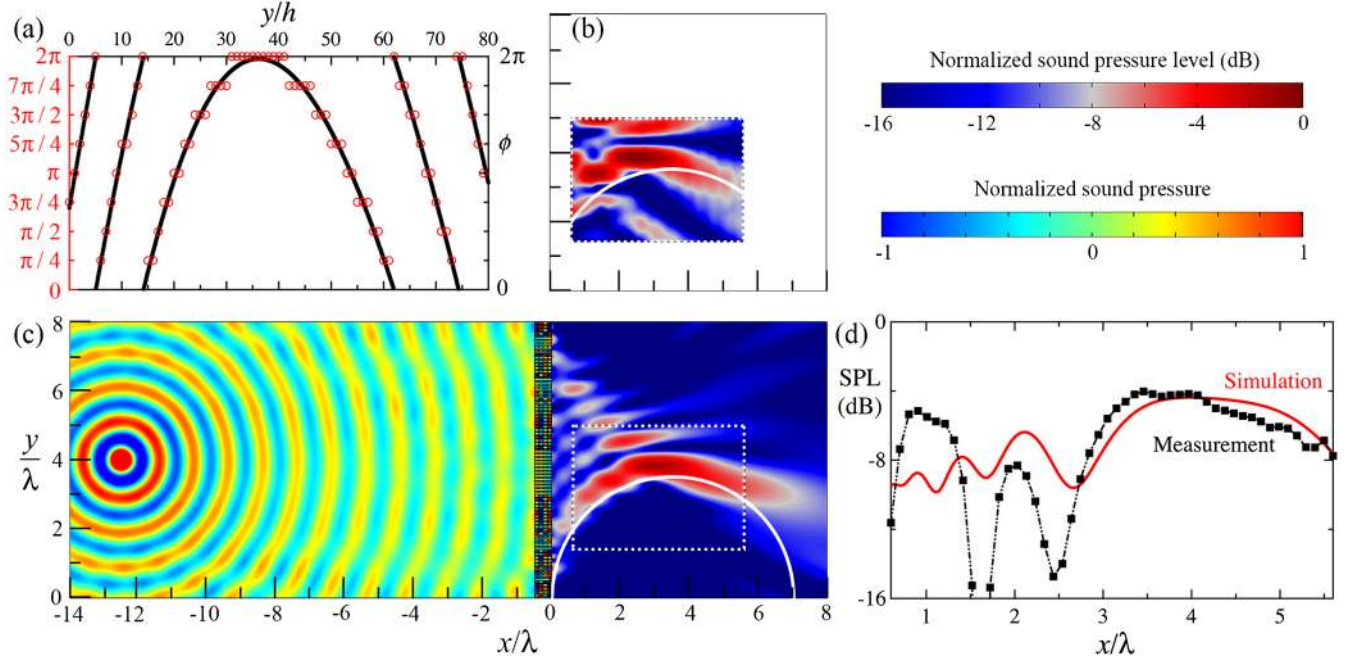 (a)
y/h
0 10 20 30 40 50 60 70 80
2π
7π / 4
3π / 2
5π / 4
π
3π / 4
π / 2
π / 4
0
2π
ϕ
0
(b)
Normalized sound pressure level (dB)
-16 -12 -8 -4 0
Normalized sound pressure
-1 0 1
(c)
8
6
y/λ
4
2
0
-14 -12 -10 -8 -6 -4 -2 0 2 4 6 8
x/λ
(d)
0
SPL
(dB)
-8
-16
Simulation
Measurement
1 2 3 4 5
x/λ